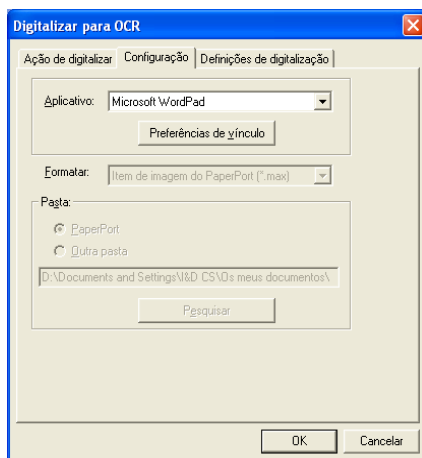 Digitalizar para OCR
Ação de digitalizar Configuração Definições de digitalização
Aplicativo: Microsoft WordPad
Preferências de vínculo
Formatar: Item de imagem do PaperPort (*.max)
Pasta:
PaperPort
Outra pasta
D:\Documents and Settings\I&D CS\Os meus documentos\
Pesquisar
OK Cancelar